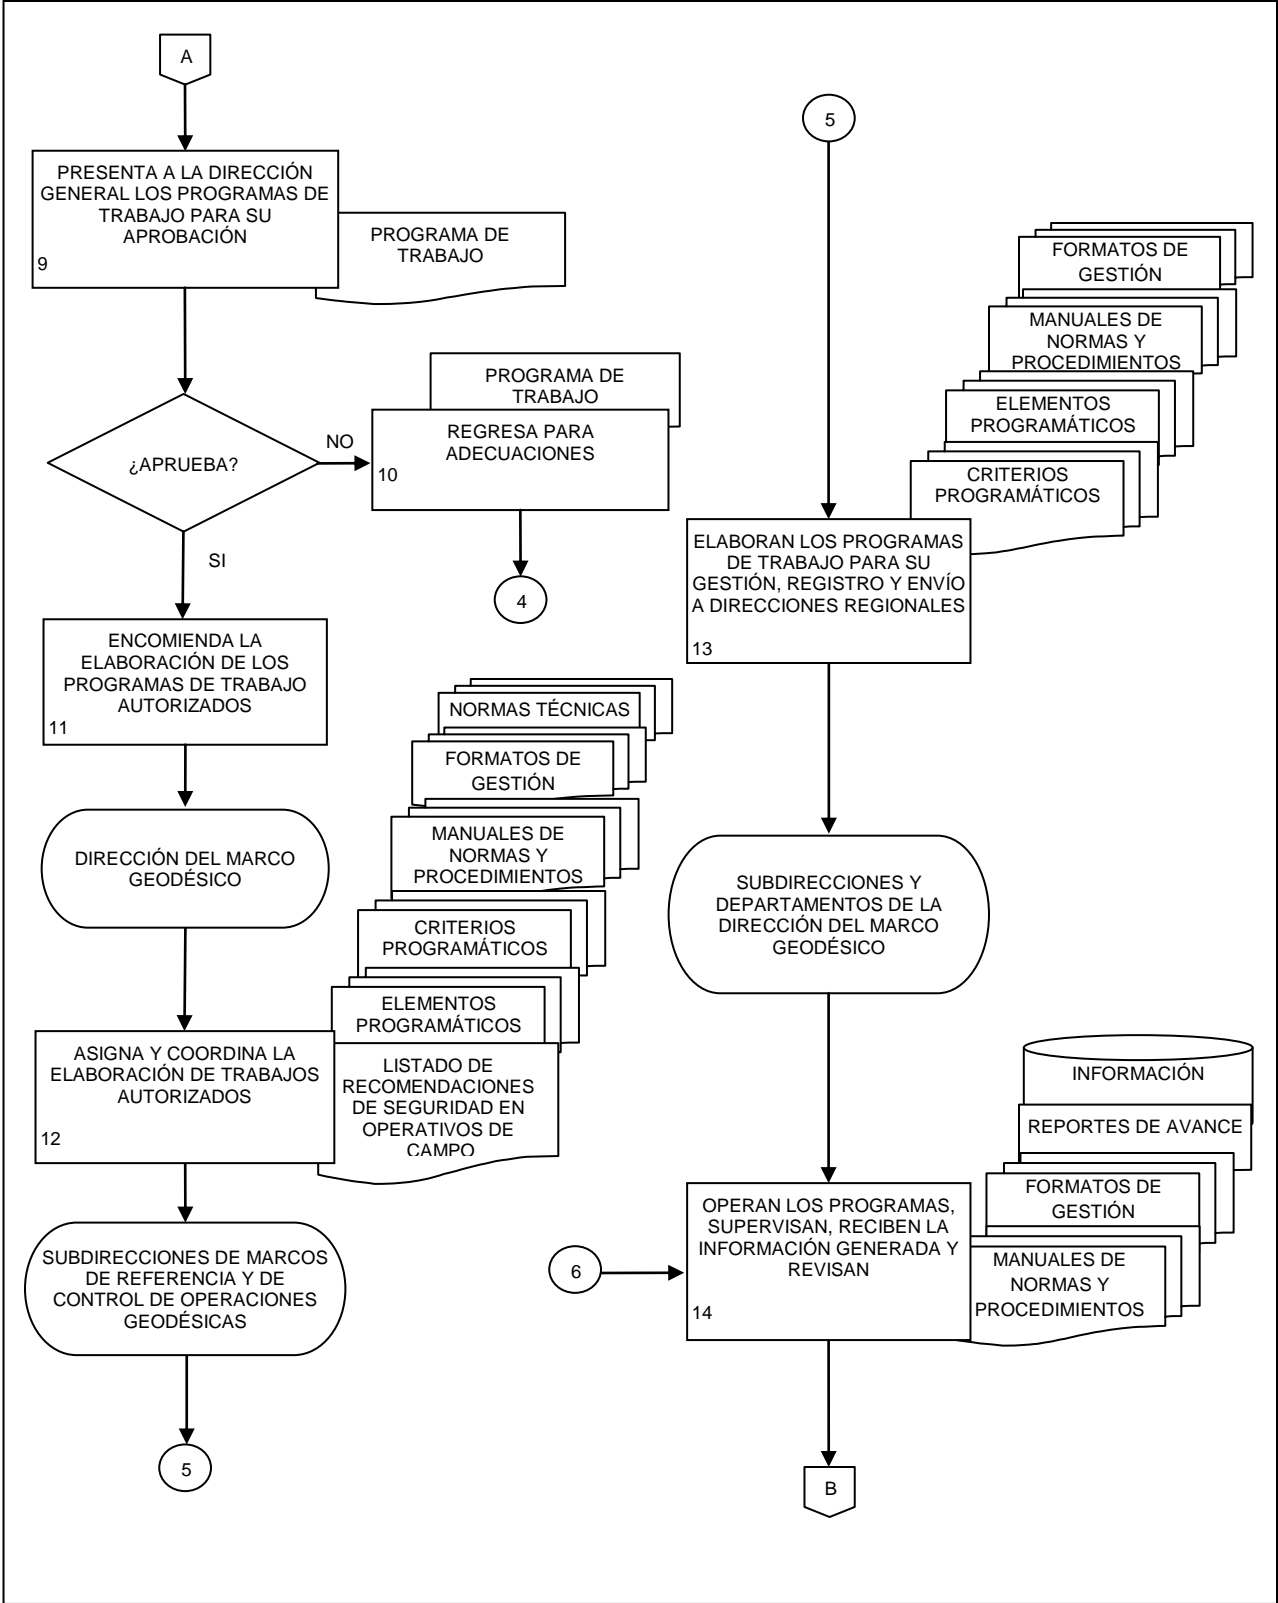 A
PRESENTA A LA DIRECCIÓN
GENERAL LOS PROGRAMAS DE
TRABAJO PARA SU
APROBACIÓN
9
PROGRAMA DE
TRABAJO
¿APRUEBA?
NO
PROGRAMA DE
TRABAJO
REGRESA PARA
ADECUACIONES
10
4
SI
ENCOMIENDA LA
ELABORACIÓN DE LOS
PROGRAMAS DE TRABAJO
AUTORIZADOS
11
DIRECCIÓN DEL MARCO
GEODÉSICO
NORMAS TÉCNICAS
FORMATOS DE
GESTIÓN
MANUALES DE
NORMAS Y
PROCEDIMIENTOS
CRITERIOS
PROGRAMÁTICOS
ELEMENTOS
PROGRAMÁTICOS
LISTADO DE
RECOMENDACIONES
DE SEGURIDAD EN
OPERATIVOS DE
CAMPO
ASIGNA Y COORDINA LA
ELABORACIÓN DE TRABAJOS
AUTORIZADOS
12
SUBDIRECCIONES DE MARCOS
DE REFERENCIA Y DE
CONTROL DE OPERACIONES
GEODÉSICAS
5
5
FORMATOS DE
GESTIÓN
MANUALES DE
NORMAS Y
PROCEDIMIENTOS
ELEMENTOS
PROGRAMÁTICOS
CRITERIOS
PROGRAMÁTICOS
ELABORAN LOS PROGRAMAS
DE TRABAJO PARA SU
GESTIÓN, REGISTRO Y ENVÍO
A DIRECCIONES REGIONALES
13
SUBDIRECCIONES Y
DEPARTAMENTOS DE LA
DIRECCIÓN DEL MARCO
GEODÉSICO
INFORMACIÓN
REPORTES DE AVANCE
FORMATOS DE
GESTIÓN
MANUALES DE
NORMAS Y
PROCEDIMIENTOS
OPERAN LOS PROGRAMAS,
SUPERVISAN, RECIBEN LA
INFORMACIÓN GENERADA Y
REVISAN
14
6
B